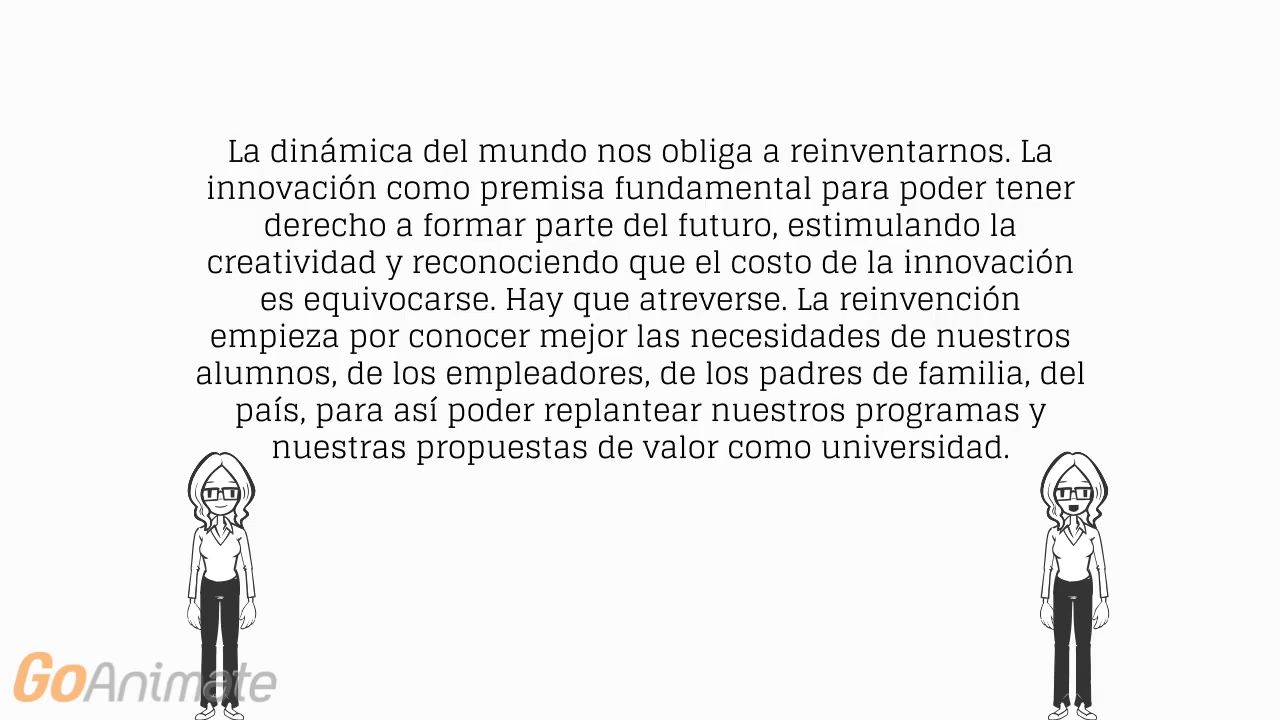 La dinámica del mundo nos obliga a reinventarnos. La
innovación como premisa fundamental para poder tener
derecho a formar parte del futuro, estimulando la
creatividad y reconociendo que el costo de la innovación
es equivocarse. Hay que atreverse. La reinvención
empieza por conocer mejor las necesidades de nuestros
alumnos, de los empleadores, de los padres de familia, del
país, para así poder replantear nuestros programas y
nuestras propuestas de valor como universidad.
GoAnimate